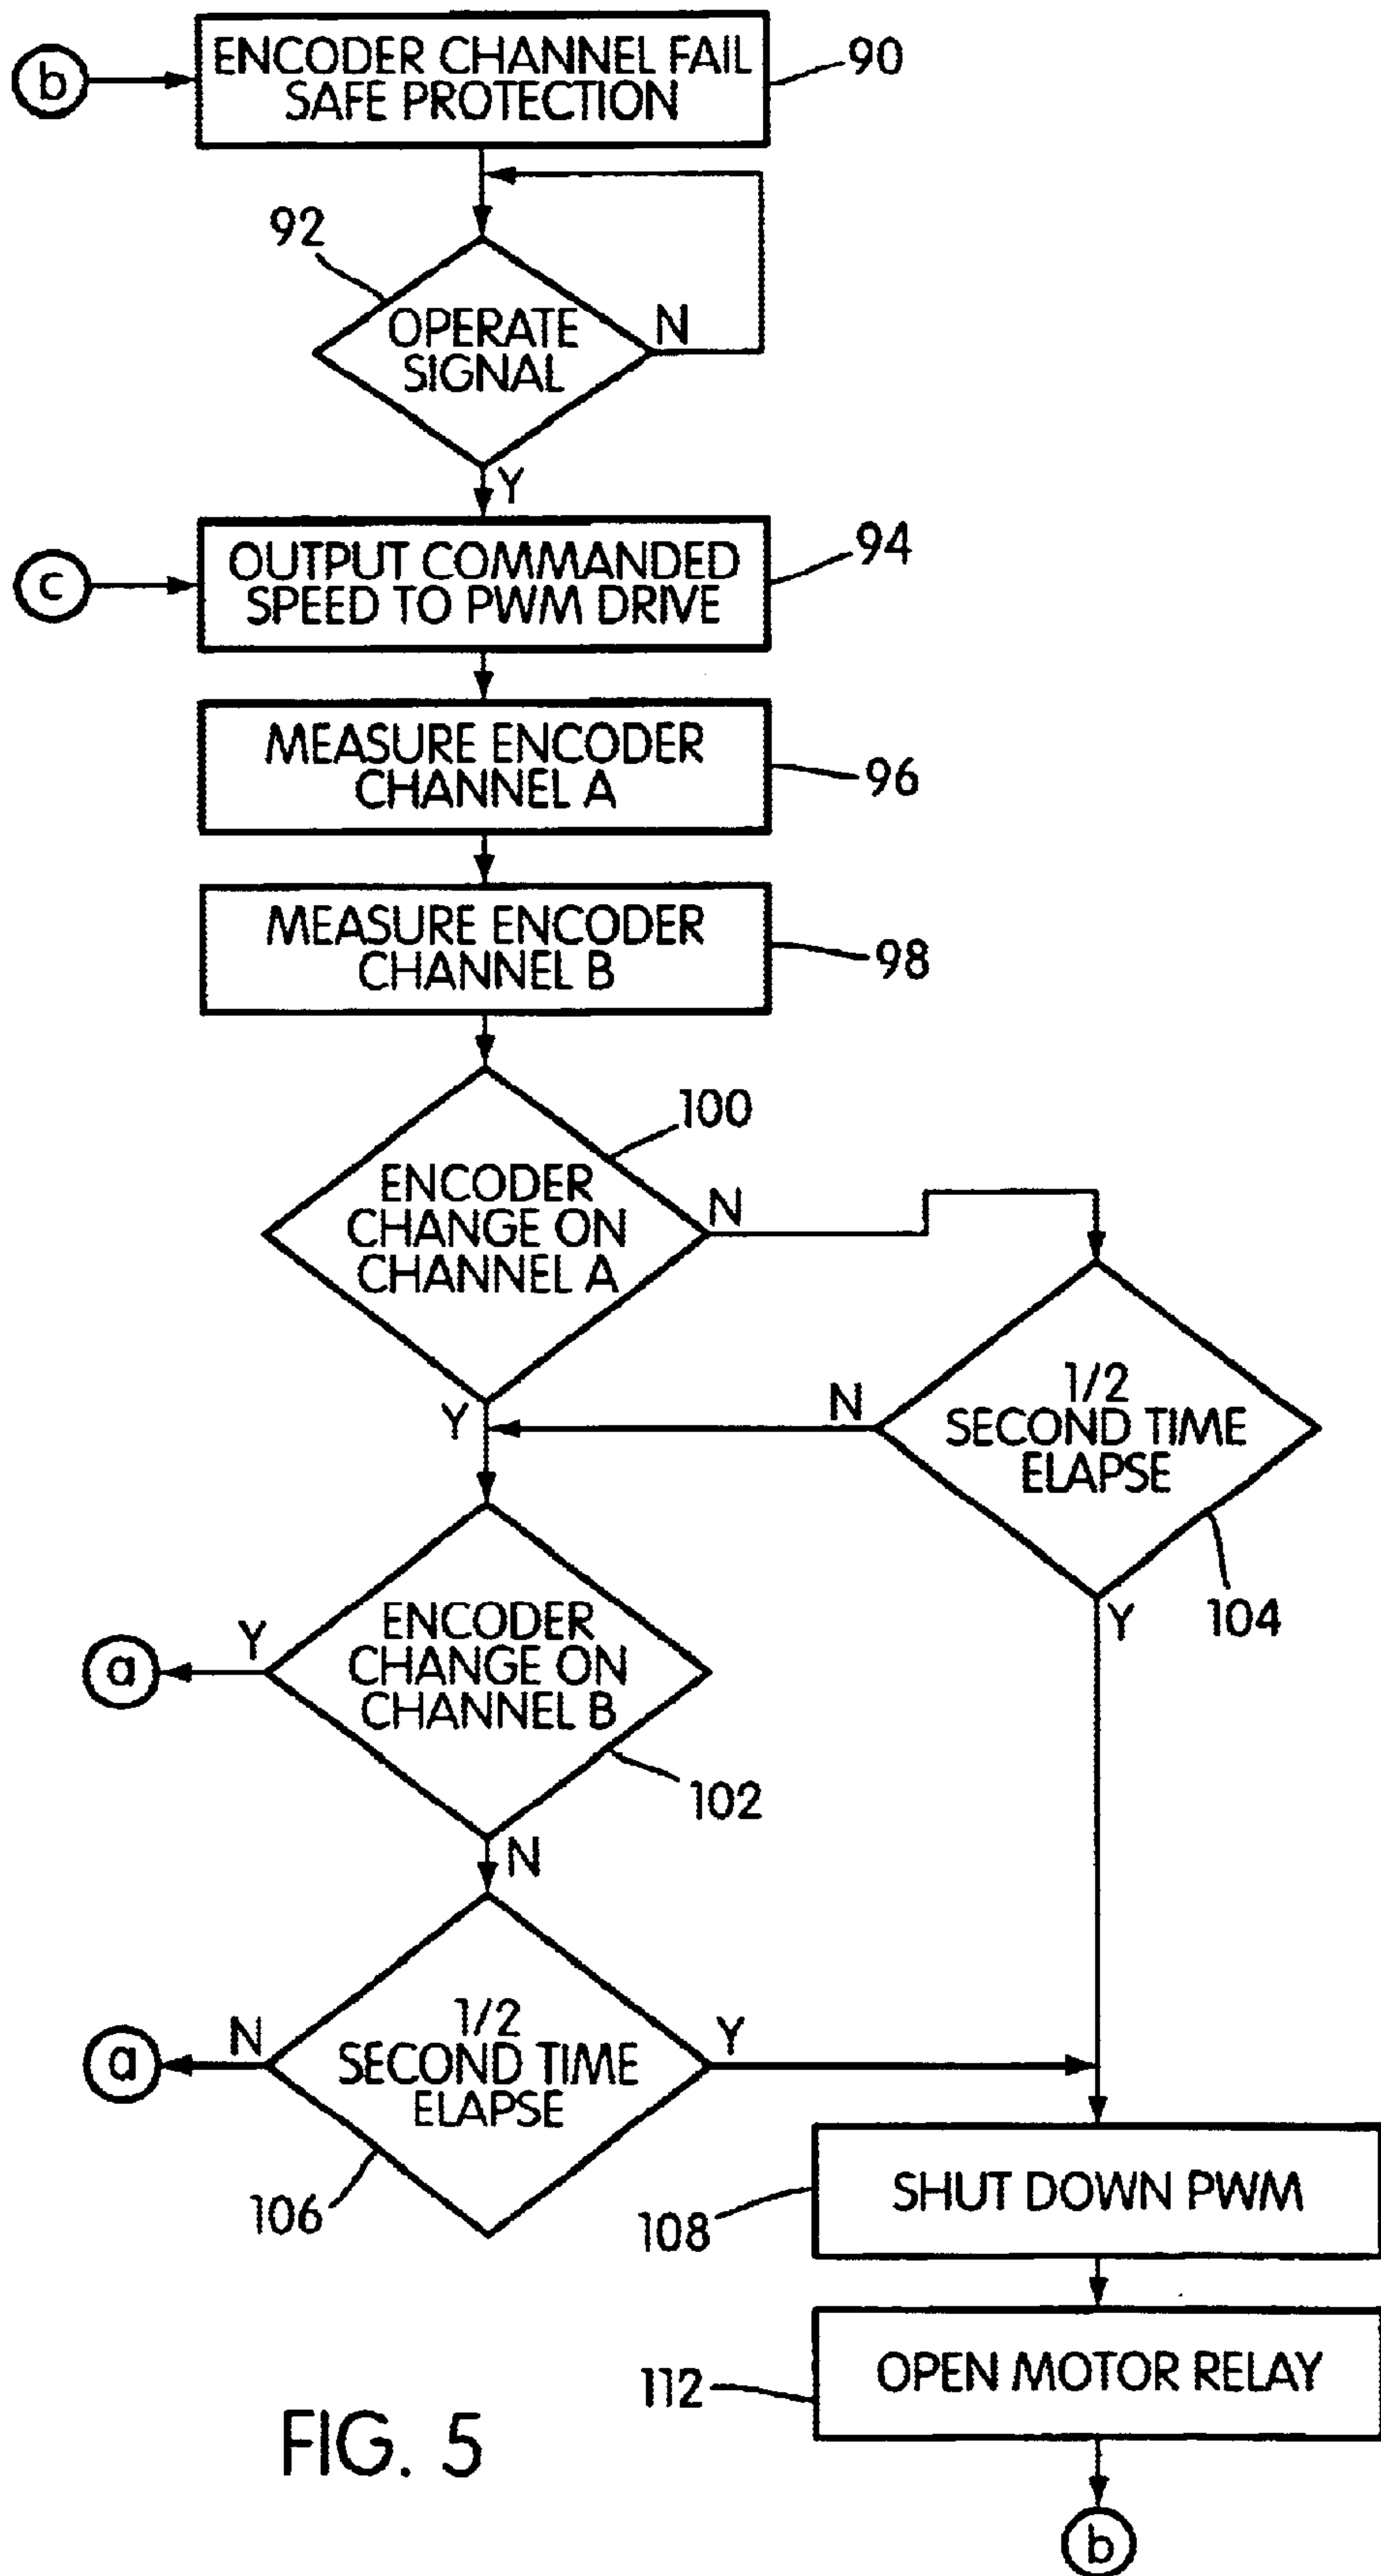 b
ENCODER CHANNEL FAIL
SAFE PROTECTION
90
92
OPERATE
SIGNAL
N
Y
c
OUTPUT COMMANDED
SPEED TO PWM DRIVE
94
MEASURE ENCODER
CHANNEL A
96
MEASURE ENCODER
CHANNEL B
98
100
ENCODER
CHANGE ON
CHANNEL A
N
Y
1/2
SECOND TIME
ELAPSE
N
Y
104
ENCODER
CHANGE ON
CHANNEL B
Y
a
102
N
1/2
SECOND TIME
ELAPSE
N
a
Y
106
SHUT DOWN PWM
108
OPEN MOTOR RELAY
112
b
FIG. 5